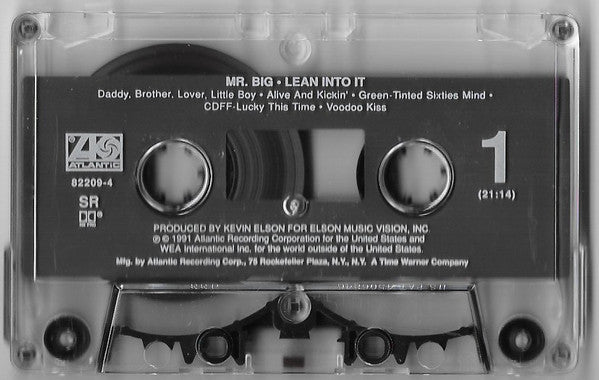 MR. BIG • LEAN INTO IT
Daddy, Brother, Lover, Little Boy • Alive And Kickin' • Green-Tinted Sixties Mind •
CDFF-Lucky This Time • Voodoo Kiss
ATLANTIC
82209-4
SR
1
(21:14)
PRODUCED BY KEVIN ELSON FOR ELSON MUSIC VISION, INC.
℗ © 1991 Atlantic Recording Corporation for the United States and
WEA International Inc. for the world outside of the United States.
Mfg. by Atlantic Recording Corp., 75 Rockefeller Plaza, N.Y., N.Y. A Time Warner Company